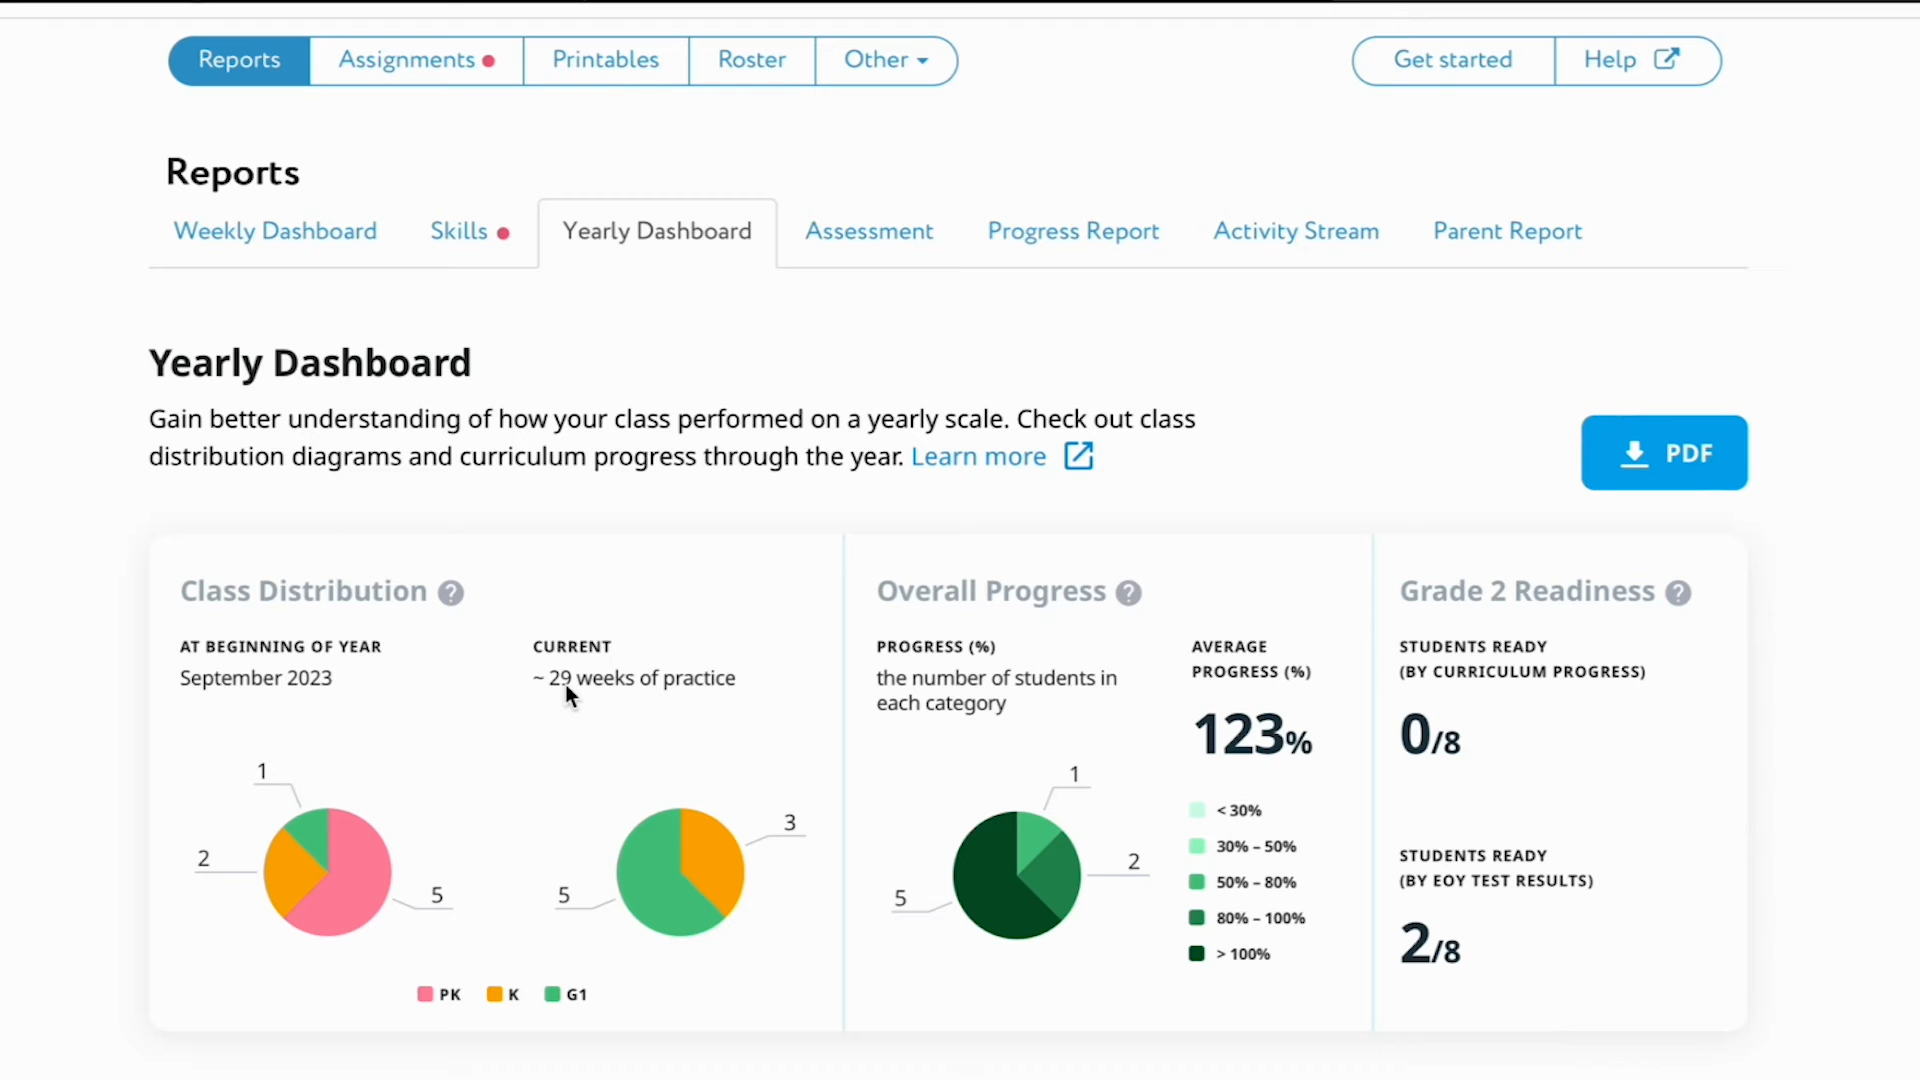 Reports
Assignments
Printables
Roster
Other
Get started
Help
Reports
Weekly Dashboard
Skills
Yearly Dashboard
Assessment
Progress Report
Activity Stream
Parent Report
Yearly Dashboard
Gain better understanding of how your class performed on a yearly scale. Check out class
distribution diagrams and curriculum progress through the year. Learn more
PDF
Class Distribution ?
AT BEGINNING OF YEAR
September 2023
1
2
5
CURRENT
~ 29 weeks of practice
3
5
PK
K
G1
Overall Progress ?
PROGRESS (%)
the number of students in
each category
1
2
5
AVERAGE
PROGRESS (%)
123%
< 30%
30% – 50%
50% – 80%
80% – 100%
> 100%
Grade 2 Readiness ?
STUDENTS READY
(BY CURRICULUM PROGRESS)
0/8
STUDENTS READY
(BY EOY TEST RESULTS)
2/8